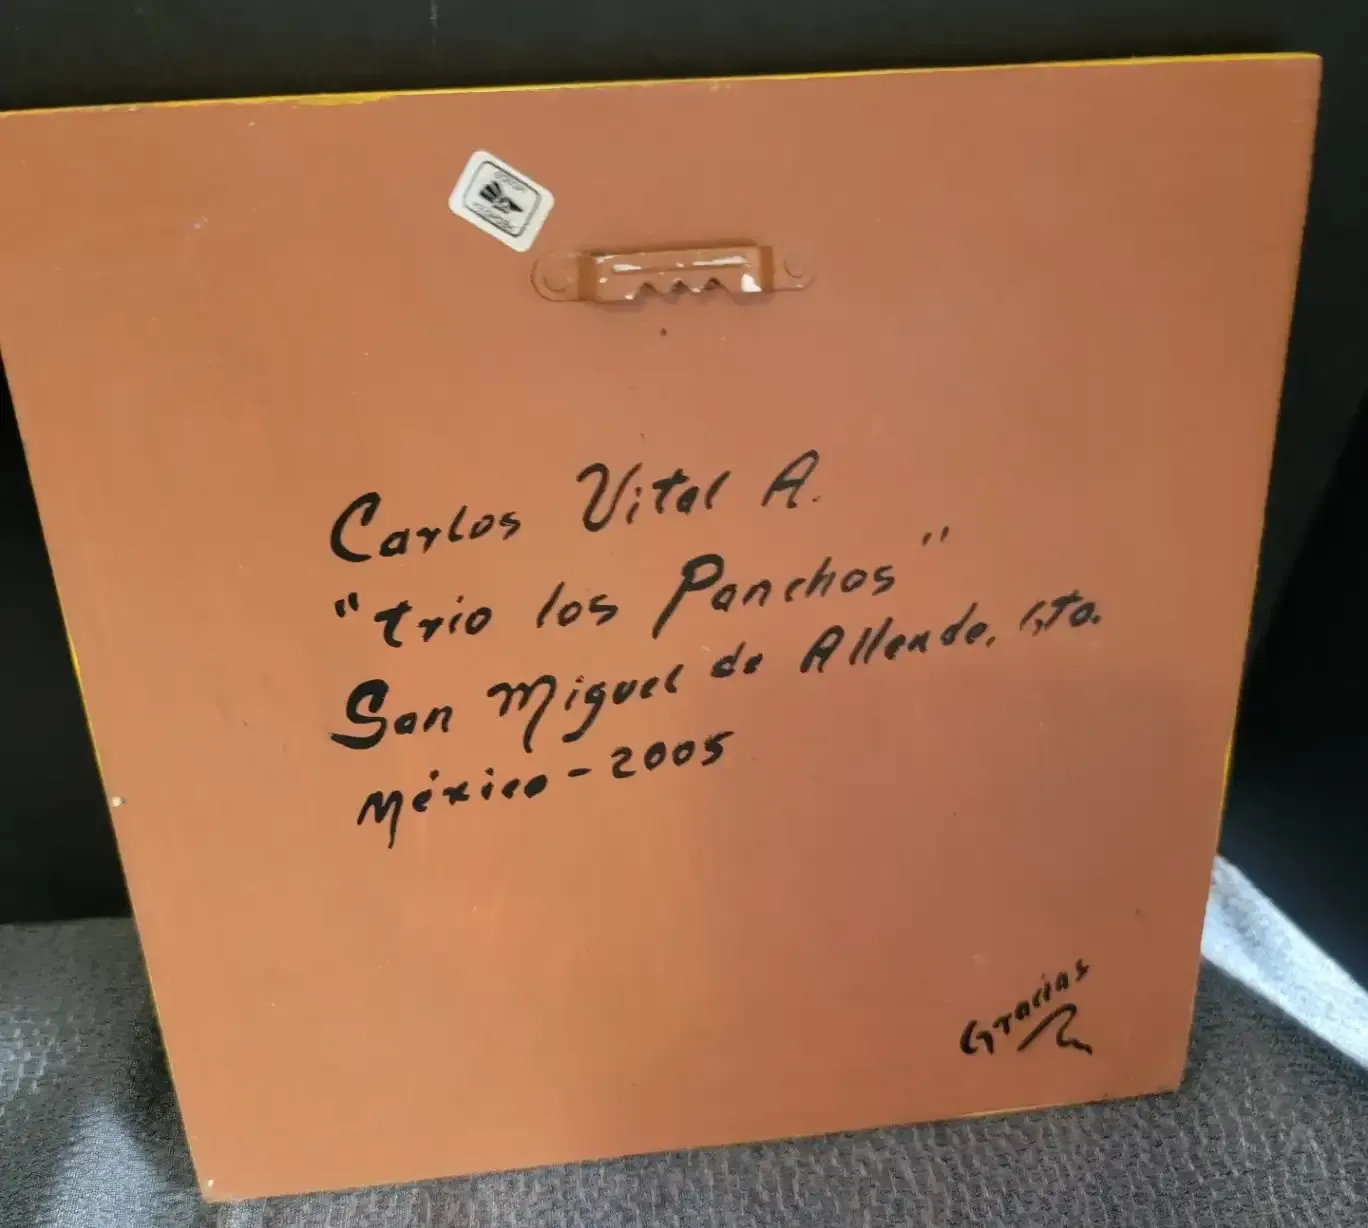 Carlos Vital A.
"trio los Panchos"
San Miguel de Allende, Gto.
México - 2005
Gracias